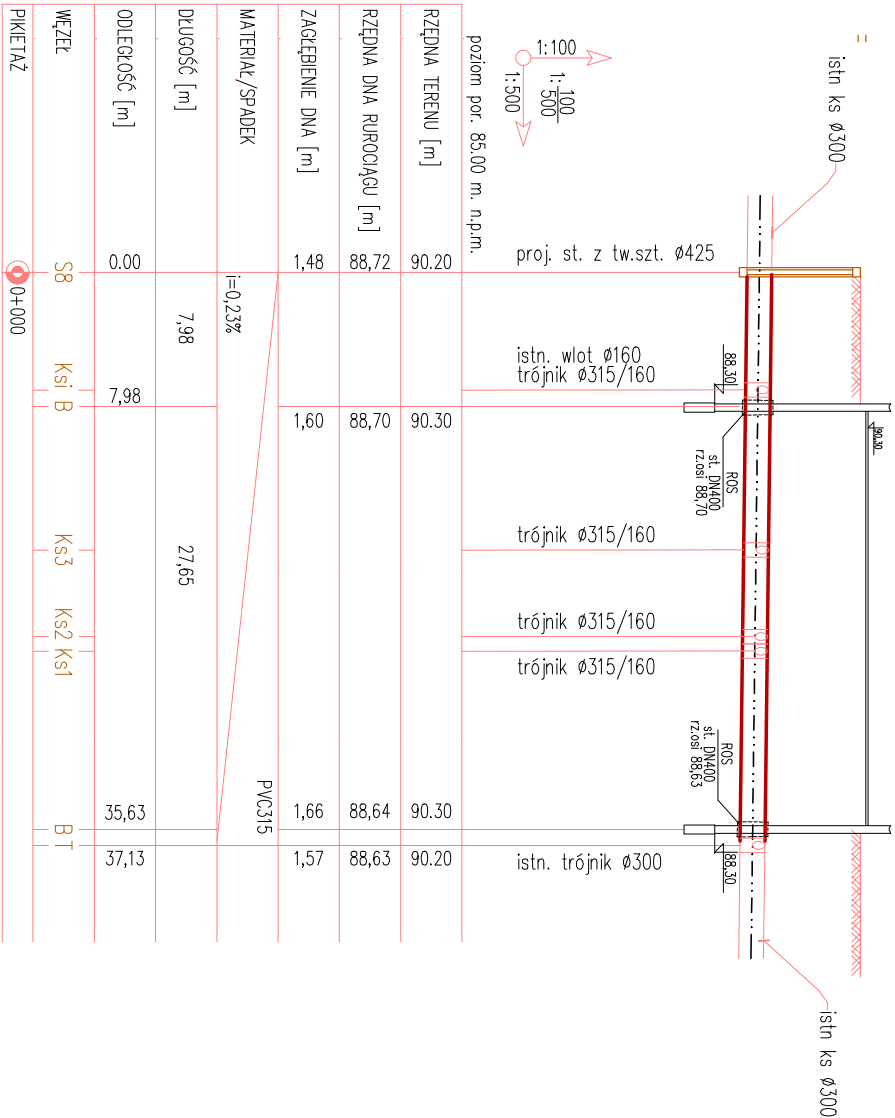 istn ks ø300
1:100
1:100/500
1:500
poziom por. 85.00 m. n.p.m.
RZĘDNA TERENU [m]
RZĘDNA DNA RUROCIĄGU [m]
ZAGŁĘBIENIE DNA [m]
MATERIAŁ/SPADEK
DŁUGOŚĆ [m]
ODLEGŁOŚĆ [m]
WĘZEŁ
PIKIETAŻ
proj. st. z tw.szt. ø425
istn. wlot ø160
trójnik ø315/160
trójnik ø315/160
trójnik ø315/160
trójnik ø315/160
istn. trójnik ø300
88,30
90,30
ROS
st. DN400
rz.osi 88,70
ROS
st. DN400
rz.osi 88,63
88,30
istn ks ø300
90.20
90.30
90.30
90.20
88,72
88,70
88,64
88,63
1,48
1,60
1,66
1,57
i=0,23%
PVC315
7,98
27,65
0.00
7,98
35,63
37,13
S8
Ksi
B
Ks3
Ks2
Ks1
B
T
0+000